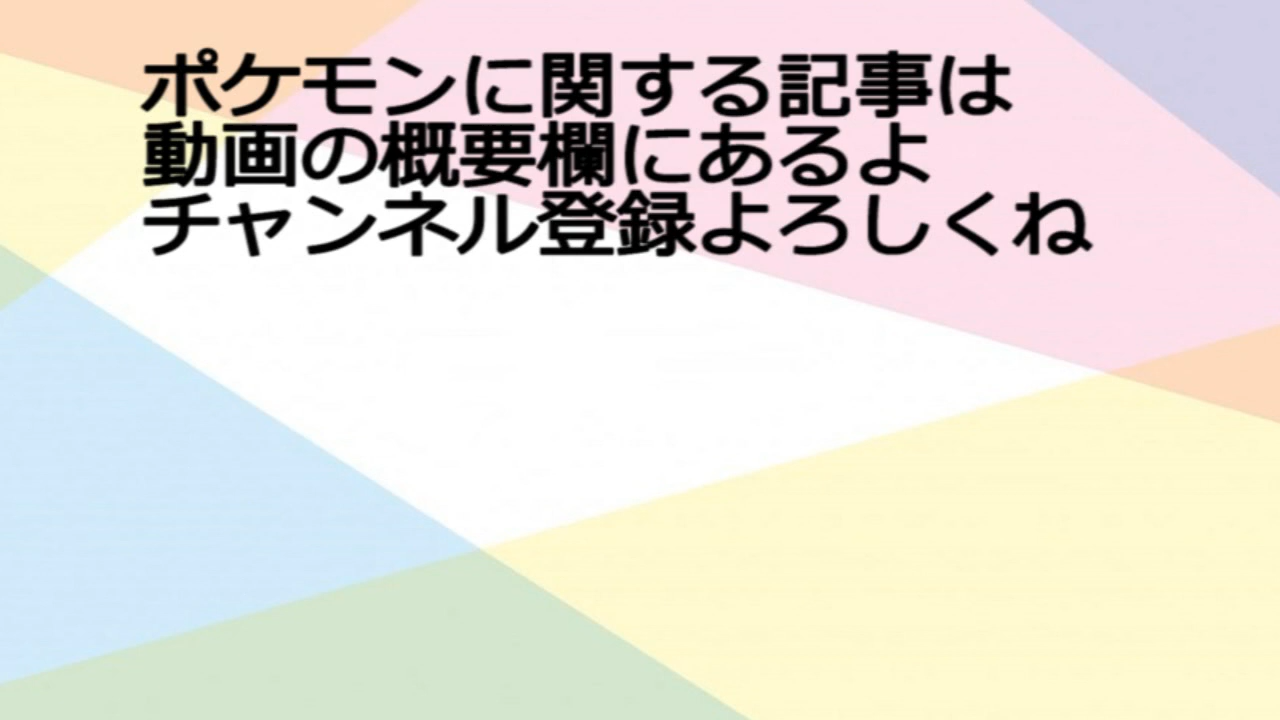 ポケモンに関する記事は
動画の概要欄にあるよ
チャンネル登録よろしくね